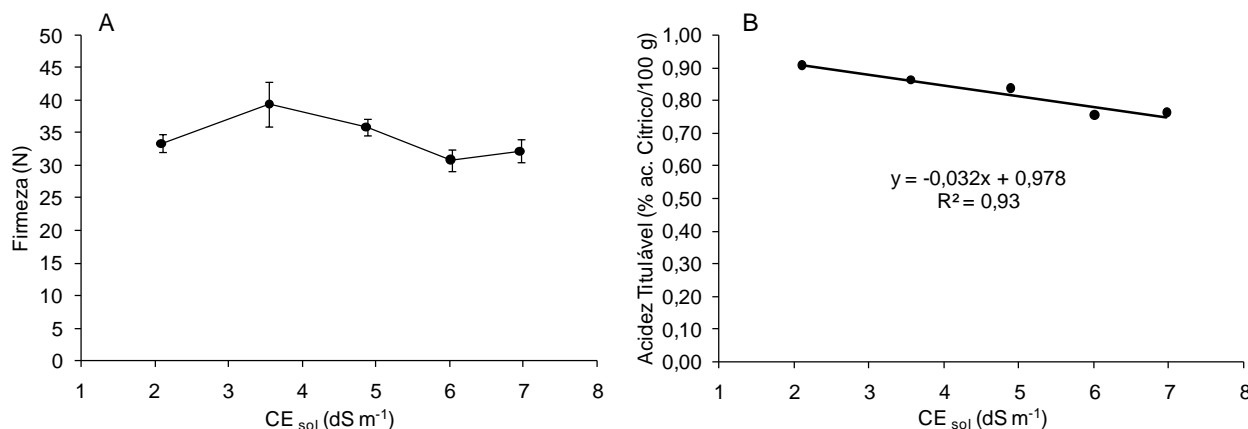 A
Firmeza (N)
50
45
40
35
30
25
20
15
10
5
0
1 2 3 4 5 6 7 8
CE sol (dS m-1)
B
Acidez Titulável (% ac. Cítrico/100 g)
1,00
0,90
0,80
0,70
0,60
0,50
0,40
0,30
0,20
0,10
0,00
y = -0,032x + 0,978
R² = 0,93
1 2 3 4 5 6 7 8
CE sol (dS m-1)